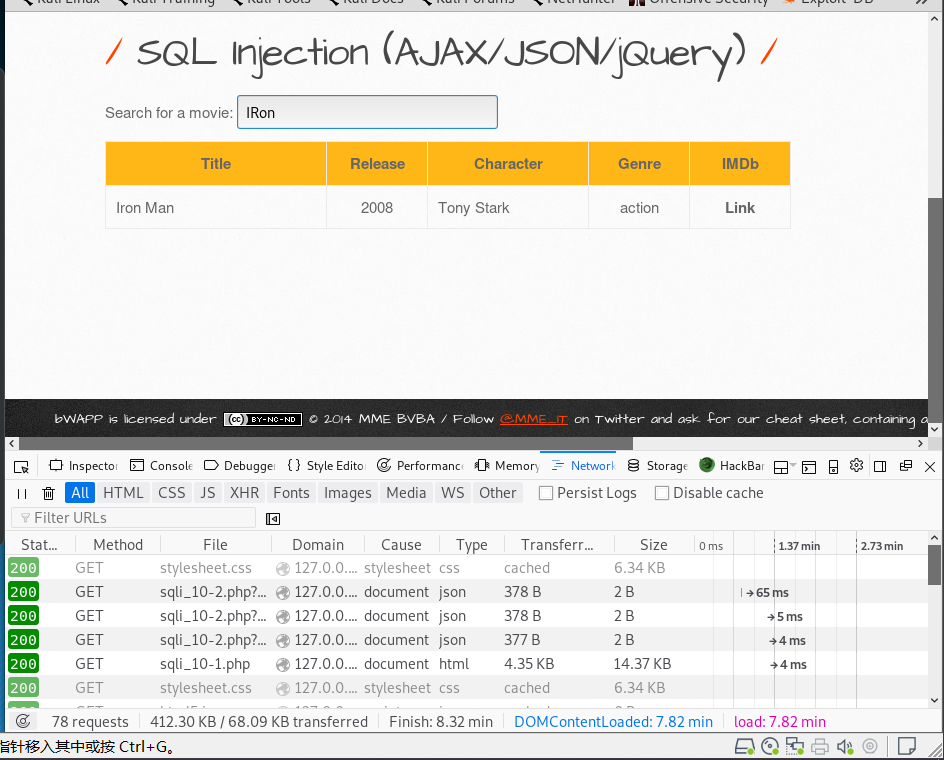 Kali Linux Kali Training Kali Tools Kali Docs Kali Forums NetHunter Offensive Security Exploit-DB
/ SQL Injection (AJAX/JSON/jQuery) /
Search for a movie: IRon
Title Release Character Genre IMDb
Iron Man 2008 Tony Stark action Link
bWAPP is licensed under (cc) BY-NC-ND © 2014 MME BVBA / Follow @MME_IT on Twitter and ask for our cheat sheet, containing a
Inspector Console Debugge { } Style Edito Performanc Memory Network Storage HackBar
All HTML CSS JS XHR Fonts Images Media WS Other Persist Logs Disable cache
Filter URLs
Stat... Method File Domain Cause Type Transferr... Size 0 ms 1.37 min 2.73 min
200 GET stylesheet.css 127.0.0.... stylesheet css cached 6.34 KB
200 GET sqli_10-2.php?... 127.0.0.... document json 378 B 2 B → 65 ms
200 GET sqli_10-2.php?... 127.0.0.... document json 378 B 2 B → 5 ms
200 GET sqli_10-2.php?... 127.0.0.... document json 377 B 2 B → 4 ms
200 GET sqli_10-1.php 127.0.0.... document html 4.35 KB 14.37 KB → 4 ms
200 GET stylesheet.css 127.0.0.... stylesheet css cached 6.34 KB
78 requests 412.30 KB / 68.09 KB transferred Finish: 8.32 min DOMContentLoaded: 7.82 min load: 7.82 min
指针移入其中或按 Ctrl+G。